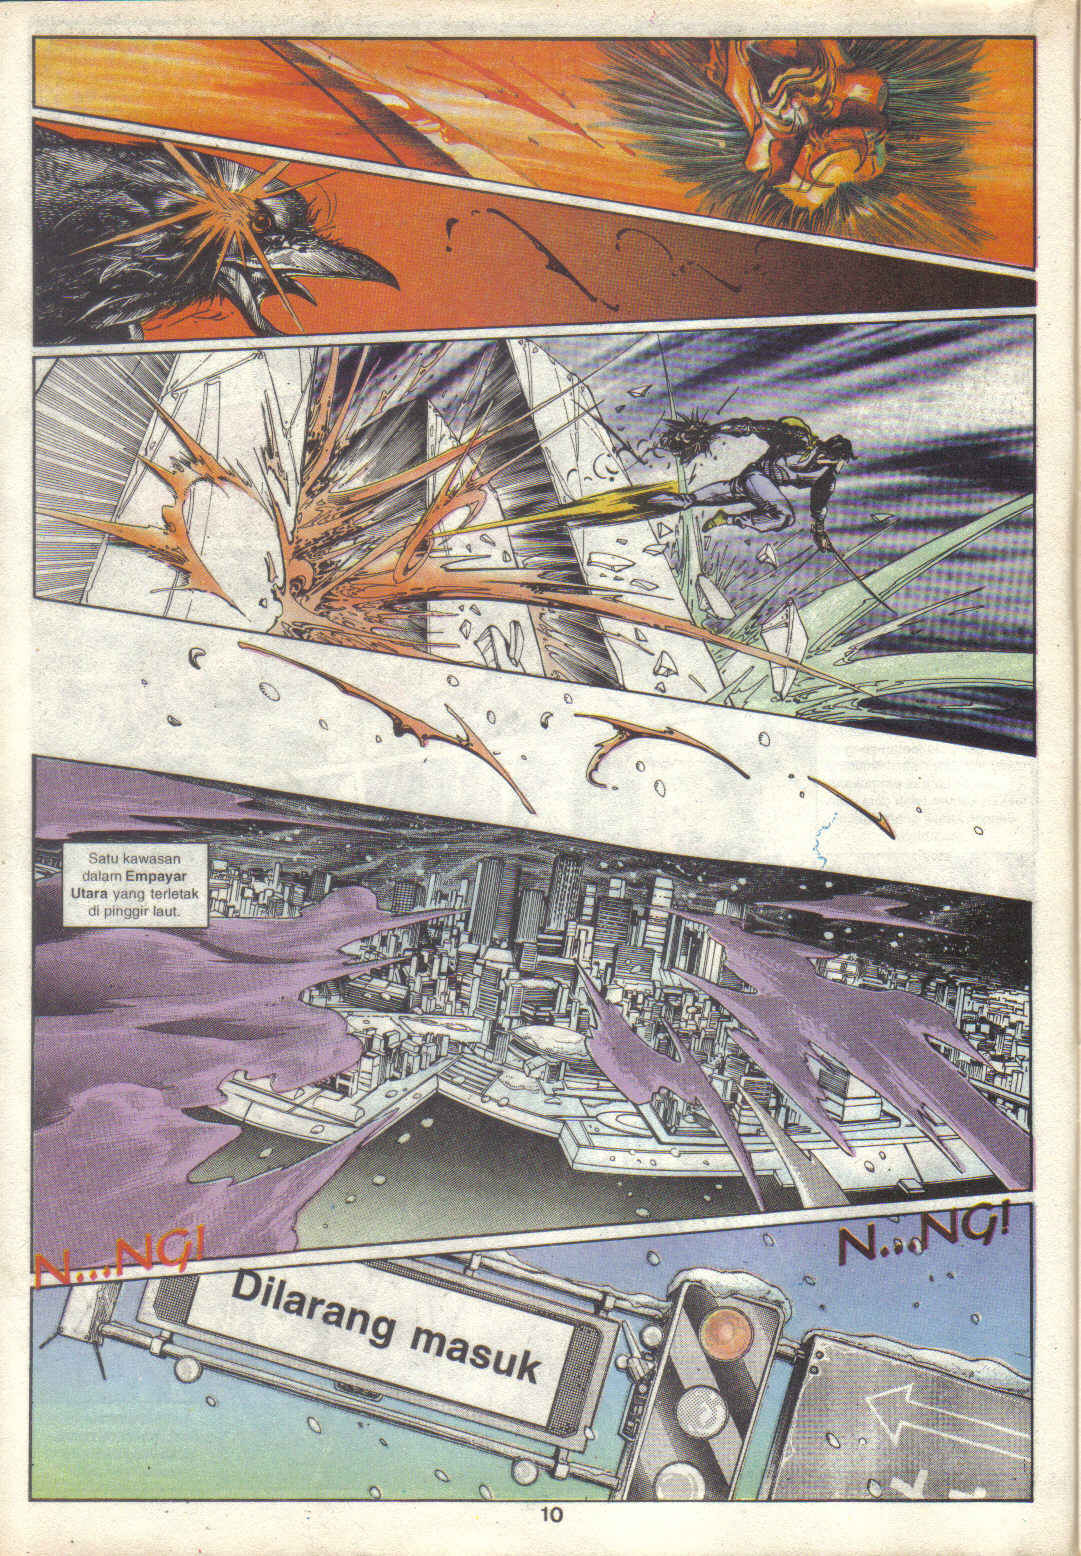 Satu kawasan
dalam Empayar
Utara yang terletak
di pinggir laut.
N...NG!
N...NG!
Dilarang masuk
10